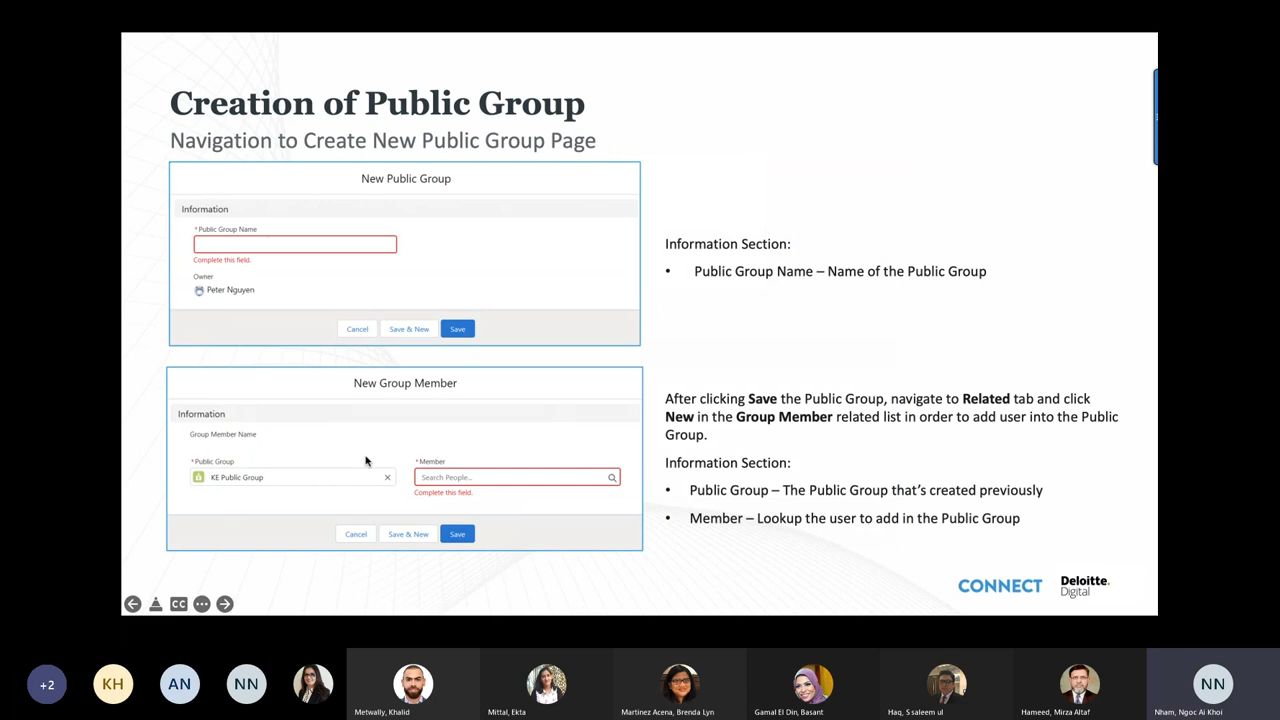 Creation of Public Group
Navigation to Create New Public Group Page
New Public Group
Information
* Public Group Name
Complete this field.
Owner
Peter Nguyen
Cancel
Save & New
Save
Information Section:
• Public Group Name – Name of the Public Group
New Group Member
Information
Group Member Name
* Public Group
KE Public Group
* Member
Search People...
Complete this field.
Cancel
Save & New
Save
After clicking Save the Public Group, navigate to Related tab and click
New in the Group Member related list in order to add user into the Public
Group.
Information Section:
• Public Group – The Public Group that's created previously
• Member – Lookup the user to add in the Public Group
CONNECT
Deloitte.
Digital
CC
+2
KH
AN
NN
Metwally, Khalid
Mittal, Ekta
Martinez Acena, Brenda Lyn
Gamal El Din, Basant
Haq, S saleem ul
Hameed, Mirza Altaf
NN
Nham, Ngoc Ai Khoi